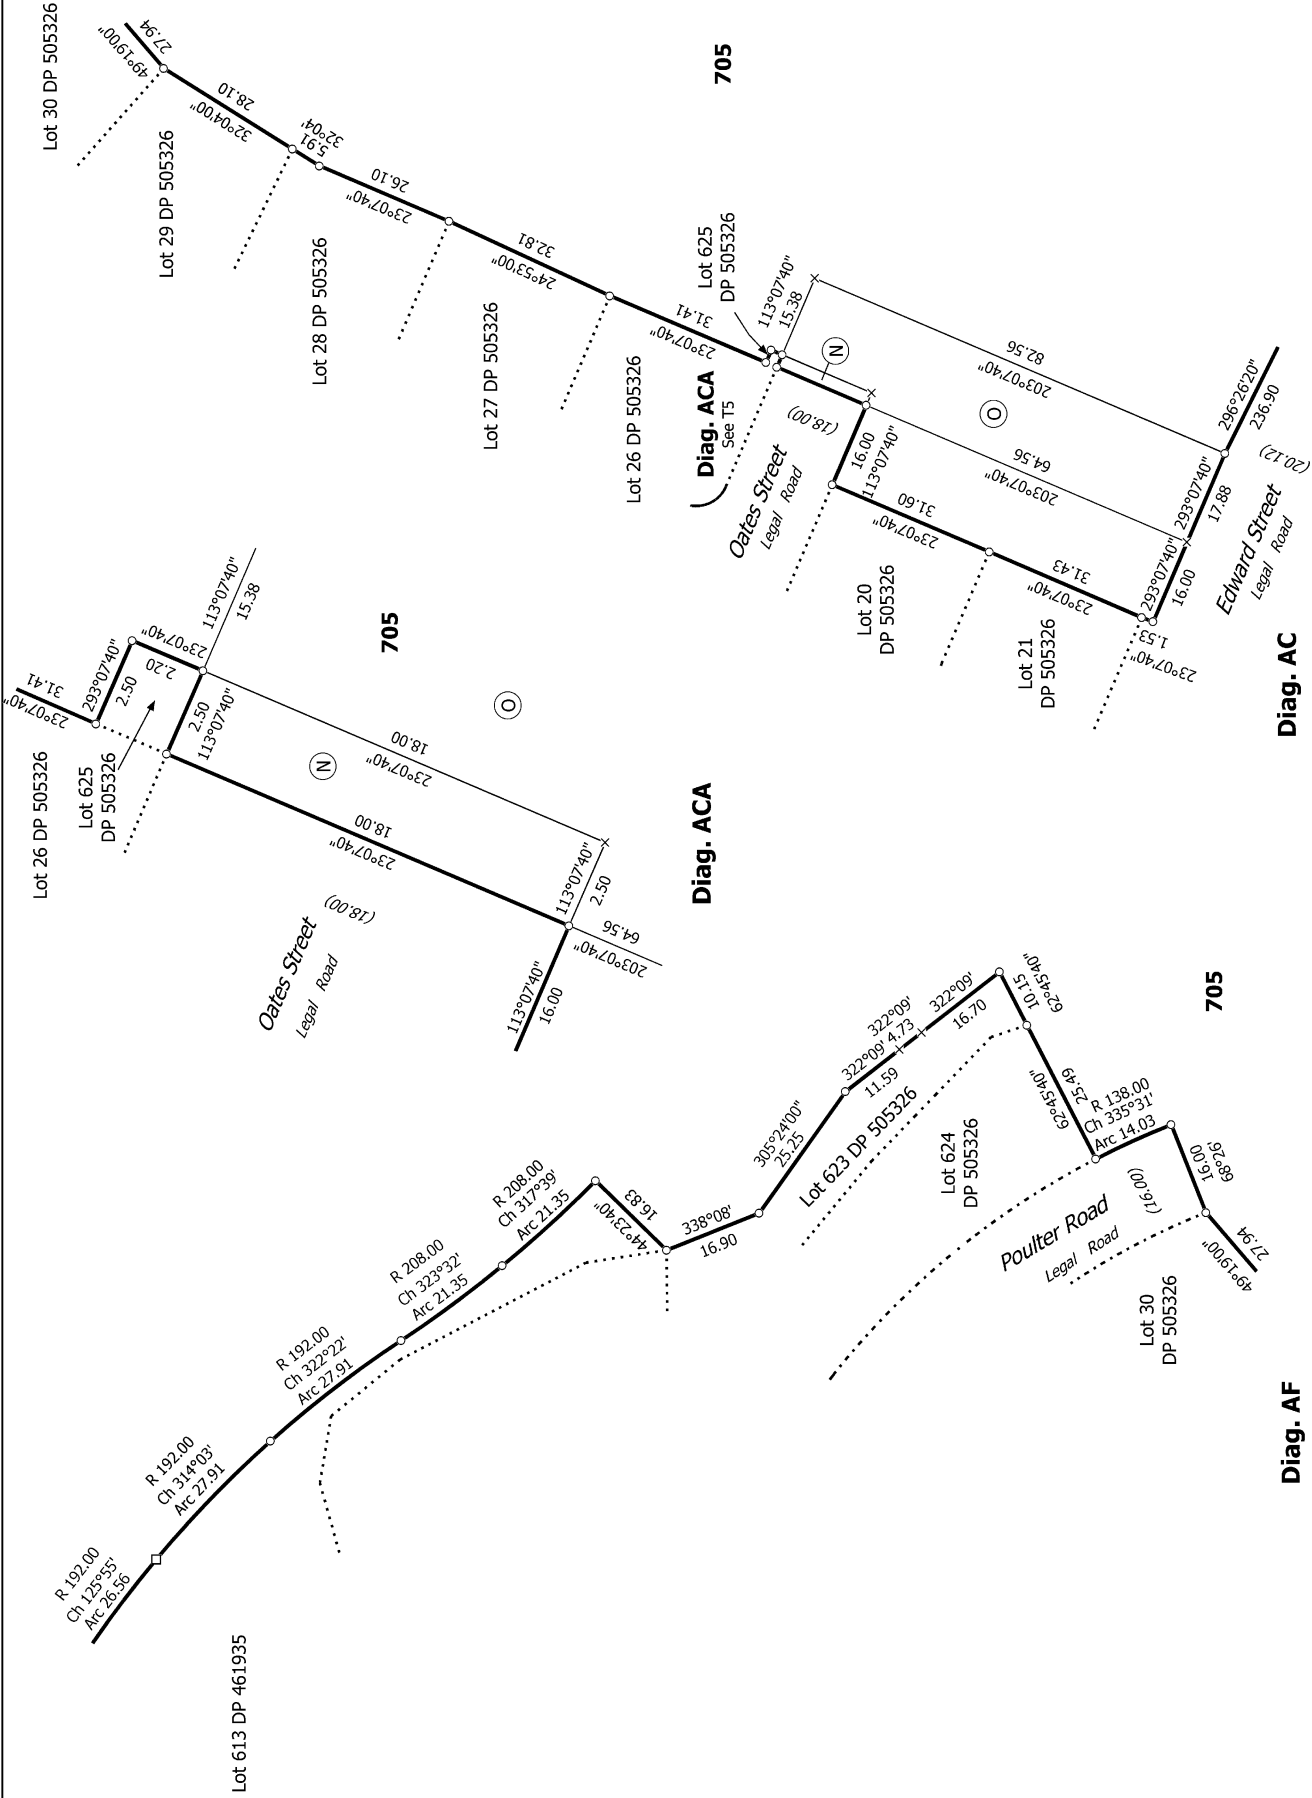 Lot 30 DP 505326
27.94
49°19'00"
28.10
32°04'00"
Lot 29 DP 505326
5.91
32°04'
26.10
23°07'40"
Lot 28 DP 505326
32.81
24°53'00"
Lot 27 DP 505326
31.41
23°07'40"
Lot 26 DP 505326
705
Lot 625
DP 505326
113°07'40"
15.38
N
Diag. ACA
See T5
(18.00)
Oates Street
Legal Road
16.00
113°07'40"
82.56
203°07'40"
O
64.56
203°07'40"
31.60
23°07'40"
Lot 20
DP 505326
31.43
23°07'40"
Lot 21
DP 505326
293°07'40"
16.00
1.53
23°07'40"
293°07'40"
17.88
296°26'20"
236.90
(20.12)
Edward Street
Legal Road
Diag. AC
31.41
23°07'40"
293°07'40"
2.50
23°07'40"
2.20
113°07'40"
15.38
2.50
113°07'40"
Lot 26 DP 505326
Lot 625
DP 505326
705
O
N
18.00
23°07'40"
18.00
23°07'40"
(18.00)
Oates Street
Legal Road
113°07'40"
2.50
64.56
203°07'40"
113°07'40"
16.00
Diag. ACA
R 192.00
Ch 125°55'
Arc 26.56
R 192.00
Ch 314°03'
Arc 27.91
R 192.00
Ch 322°22'
Arc 27.91
R 208.00
Ch 323°32'
Arc 21.35
R 208.00
Ch 317°39'
Arc 21.35
16.83
44°23'40"
338°08'
16.90
305°24'00"
25.25
322°09'
11.59
322°09'
4.73
322°09'
16.70
10.15
62°45'40"
62°45'40"
25.49
R 138.00
Ch 335°31'
Arc 14.03
16.00
68°26'
27.94
49°19'00"
Lot 623 DP 505326
Lot 624
DP 505326
Poulter Road
Legal Road
(16.00)
Lot 30
DP 505326
705
Lot 613 DP 461935
Diag. AF